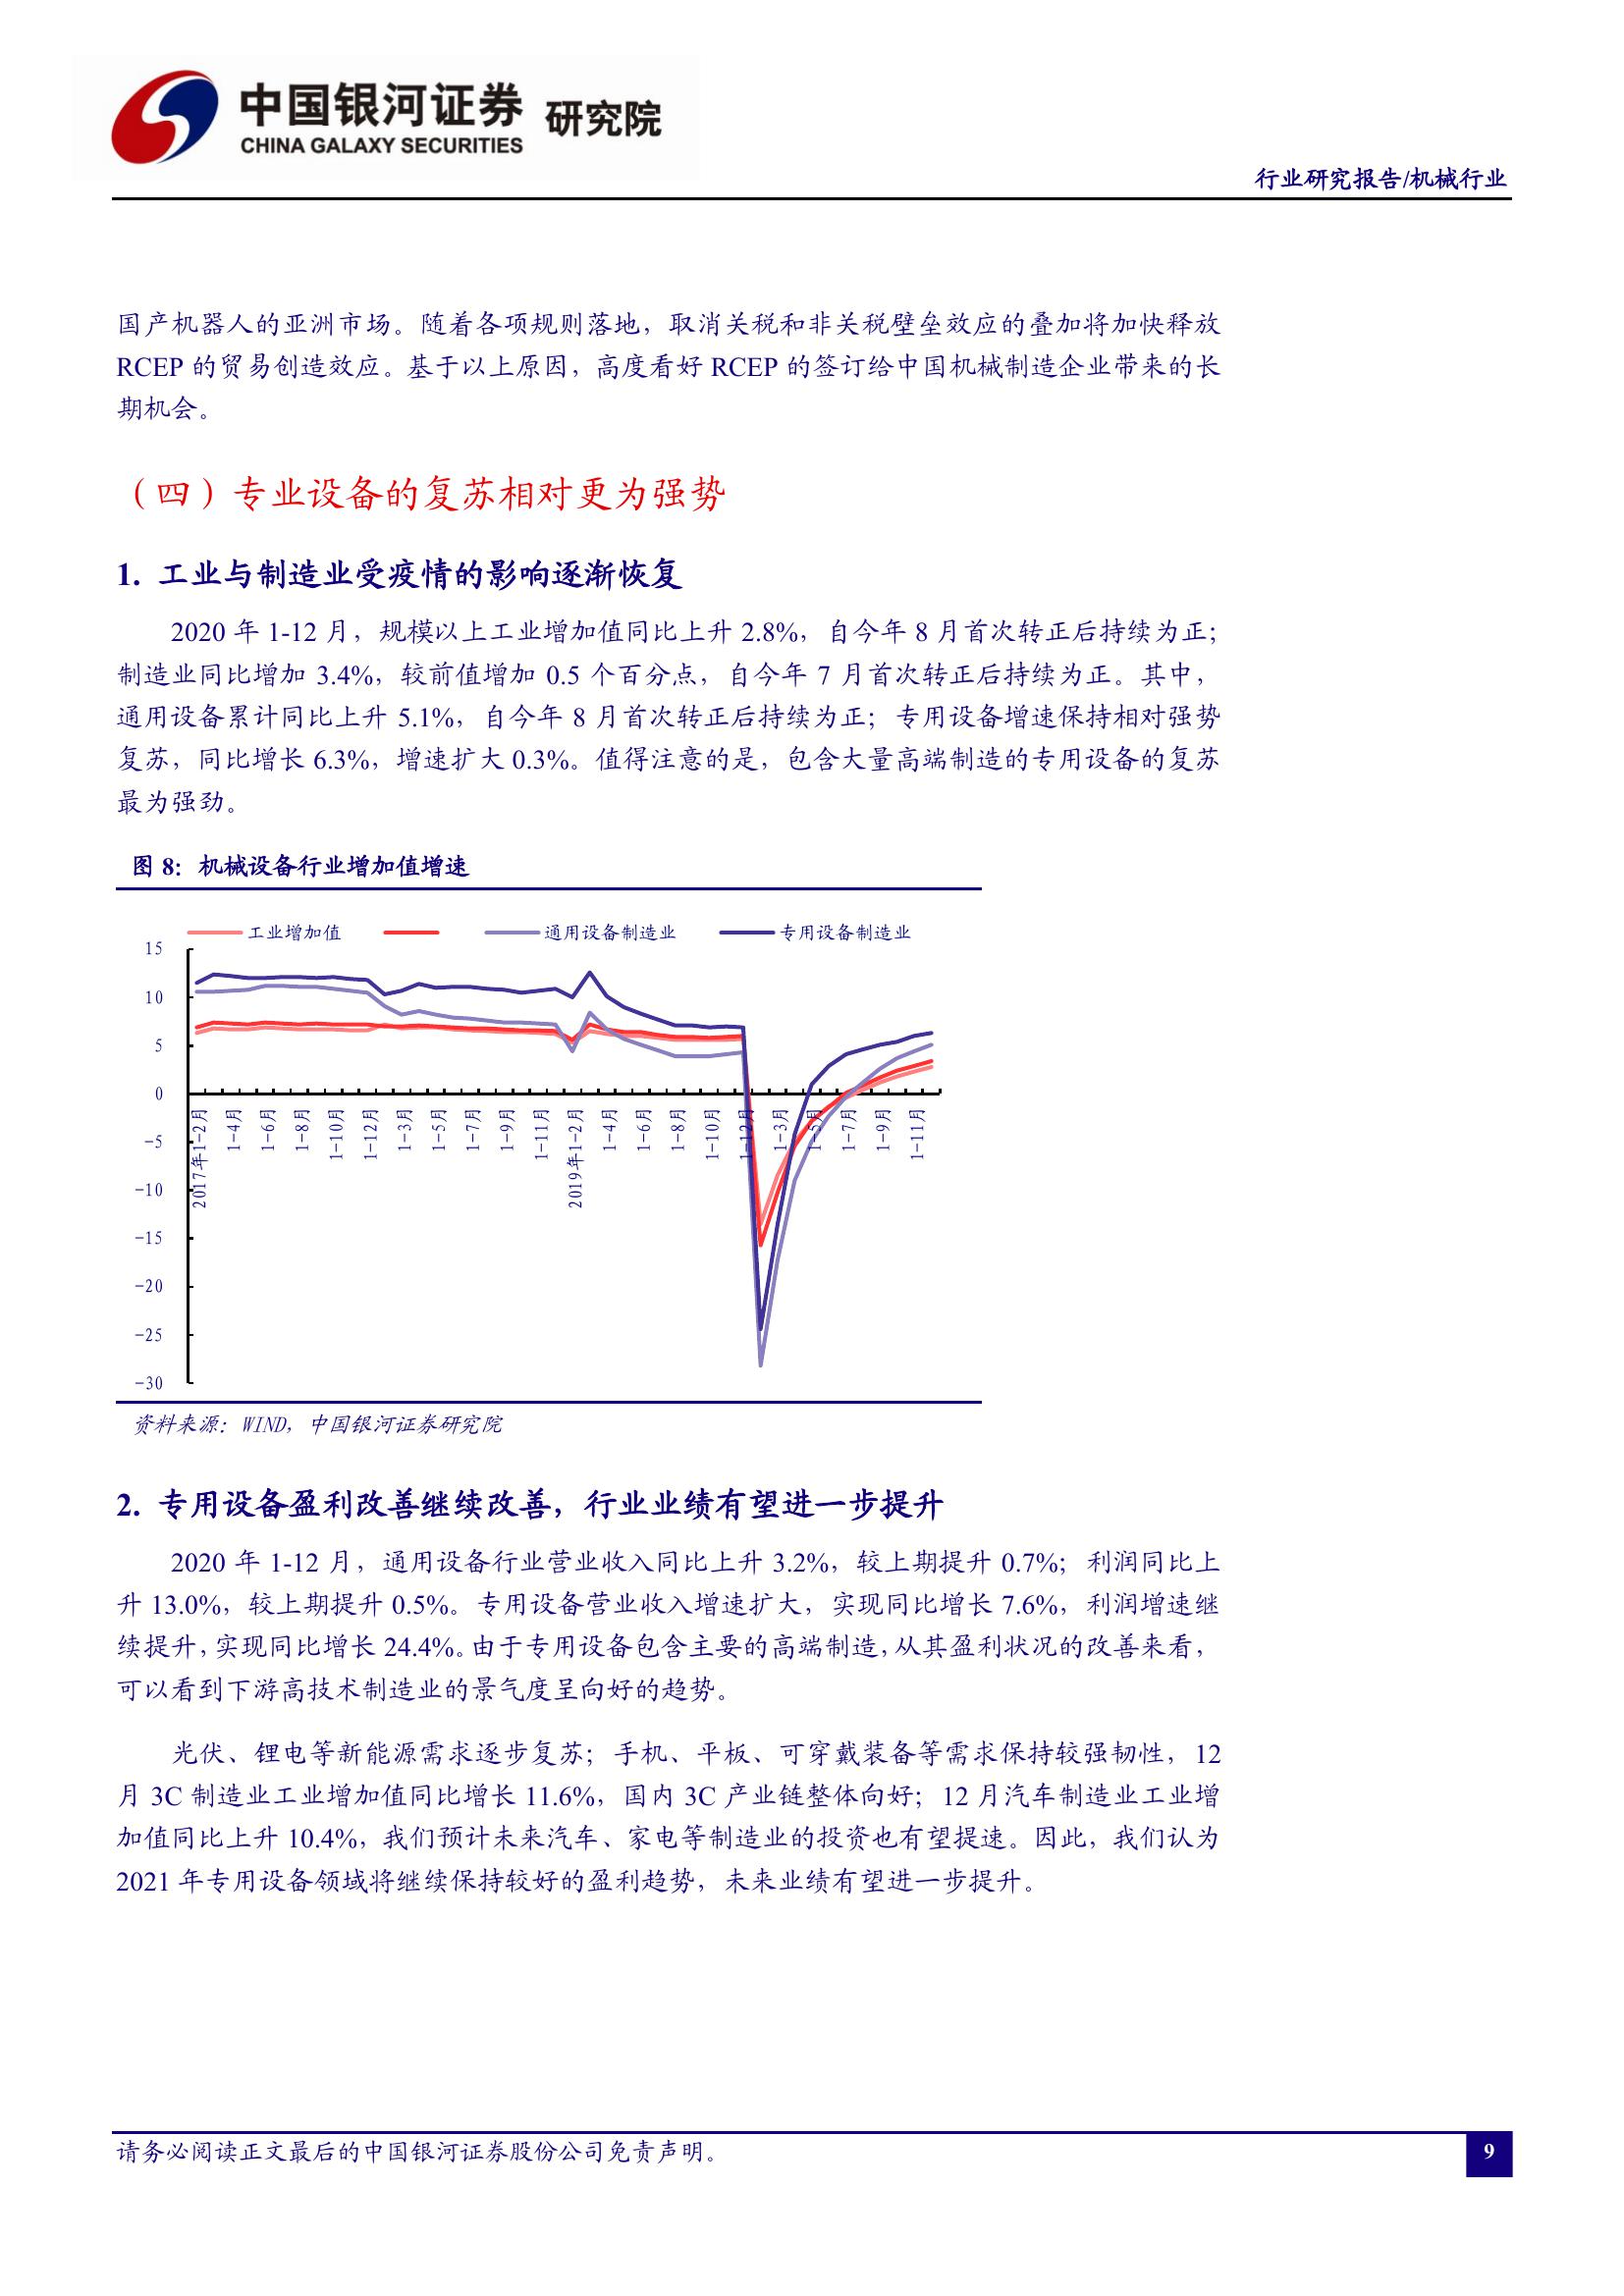 中国银河证券 研究院
CHINA GALAXY SECURITIES
行业研究报告/机械行业
国产机器人的亚洲市场。随着各项规则落地，取消关税和非关税壁垒效应的叠加将加快释放
RCEP 的贸易创造效应。基于以上原因，高度看好 RCEP 的签订给中国机械制造企业带来的长
期机会。
（四）专业设备的复苏相对更为强势
1. 工业与制造业受疫情的影响逐渐恢复
2020 年 1-12 月，规模以上工业增加值同比上升 2.8%，自今年 8 月首次转正后持续为正；
制造业同比增加 3.4%，较前值增加 0.5 个百分点，自今年 7 月首次转正后持续为正。其中，
通用设备累计同比上升 5.1%，自今年 8 月首次转正后持续为正；专用设备增速保持相对强势
复苏，同比增长 6.3%，增速扩大 0.3%。值得注意的是，包含大量高端制造的专用设备的复苏
最为强劲。
图 8：机械设备行业增加值增速
工业增加值 通用设备制造业 专用设备制造业
15
10
5
0
-5
-10
-15
-20
-25
-30
2017年1-2月
1-4月
1-6月
1-8月
1-10月
1-12月
1-3月
1-5月
1-7月
1-9月
1-11月
2019年1-2月
1-4月
1-6月
1-8月
1-10月
1-12月
1-3月
1-5月
1-7月
1-9月
1-11月
资料来源：WIND，中国银河证券研究院
2. 专用设备盈利改善继续改善，行业业绩有望进一步提升
2020 年 1-12 月，通用设备行业营业收入同比上升 3.2%，较上期提升 0.7%；利润同比上
升 13.0%，较上期提升 0.5%。专用设备营业收入增速扩大，实现同比增长 7.6%，利润增速继
续提升，实现同比增长 24.4%。由于专用设备包含主要的高端制造，从其盈利状况的改善来看，
可以看到下游高技术制造业的景气度呈向好的趋势。
光伏、锂电等新能源需求逐步复苏；手机、平板、可穿戴装备等需求保持较强韧性，12
月 3C 制造业工业增加值同比增长 11.6%，国内 3C 产业链整体向好；12 月汽车制造业工业增
加值同比上升 10.4%，我们预计未来汽车、家电等制造业的投资也有望提速。因此，我们认为
2021 年专用设备领域将继续保持较好的盈利趋势，未来业绩有望进一步提升。
请务必阅读正文最后的中国银河证券股份公司免责声明。
9